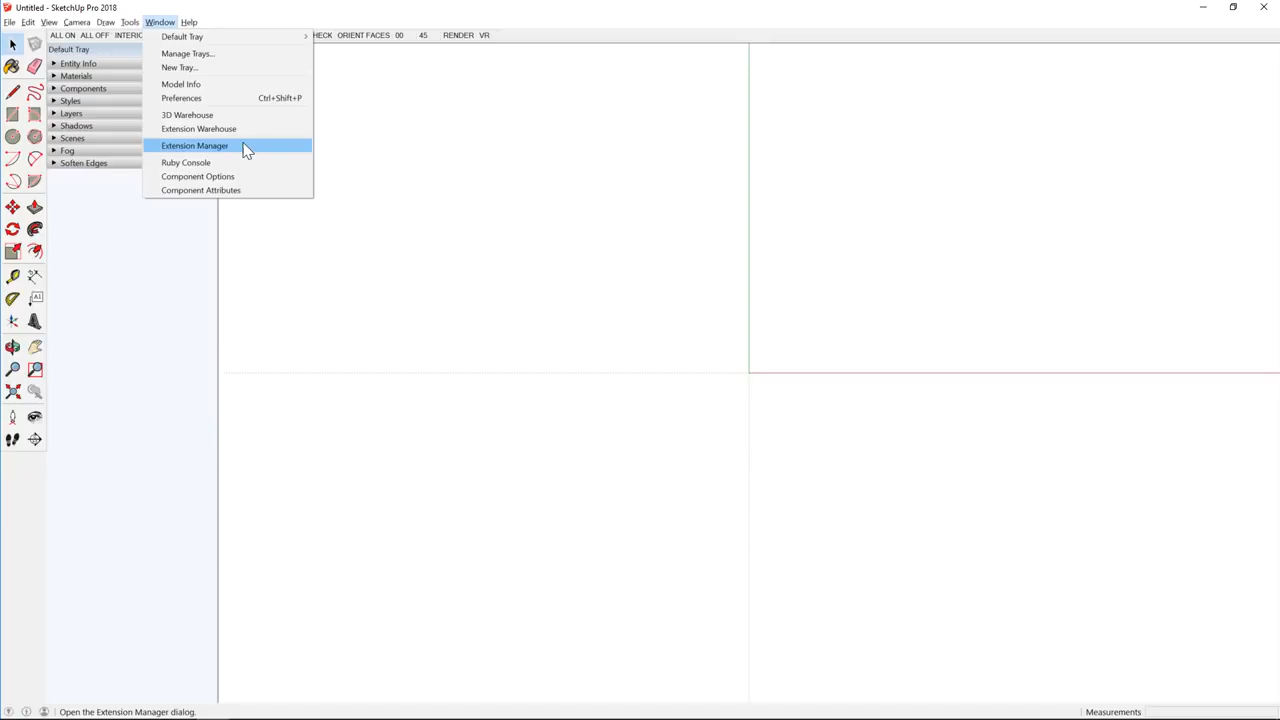 Untitled - SketchUp Pro 2018
File Edit View Camera Draw Tools Window Help
ALL ON ALL OFF INTERIO
HECK ORIENT FACES 00 45 RENDER VR
Default Tray
Entity Info
Materials
Components
Styles
Layers
Shadows
Scenes
Fog
Soften Edges
Default Tray
Manage Trays...
New Tray...
Model Info
Preferences Ctrl+Shift+P
3D Warehouse
Extension Warehouse
Extension Manager
Ruby Console
Component Options
Component Attributes
A1
Open the Extension Manager dialog.
Measurements